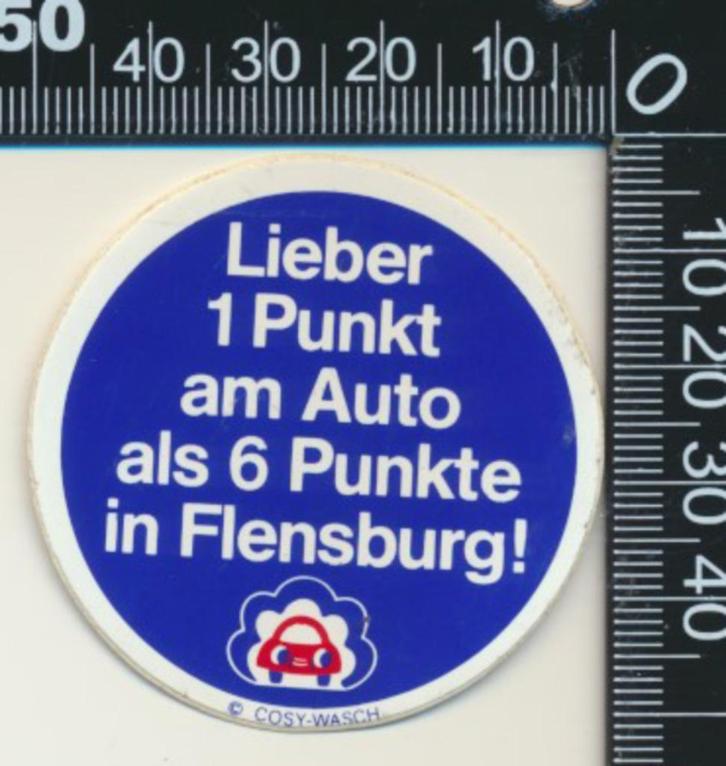 50
40 30 20 10 0
10 20 30 40
Lieber
1 Punkt
am Auto
als 6 Punkte
in Flensburg!
© COSY-WASCH